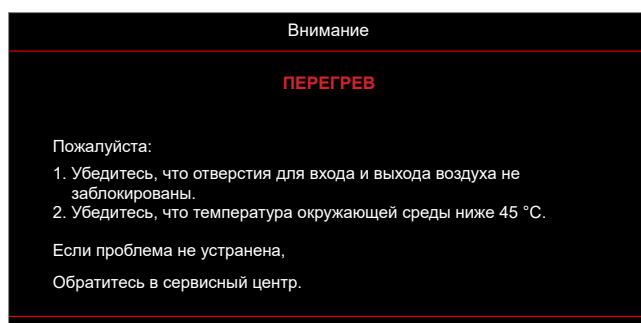 Внимание
ПЕРЕГРЕВ
Пожалуйста:
1. Убедитесь, что отверстия для входа и выхода воздуха не
заблокированы.
2. Убедитесь, что температура окружающей среды ниже 45 °C.
Если проблема не устранена,
Обратитесь в сервисный центр.